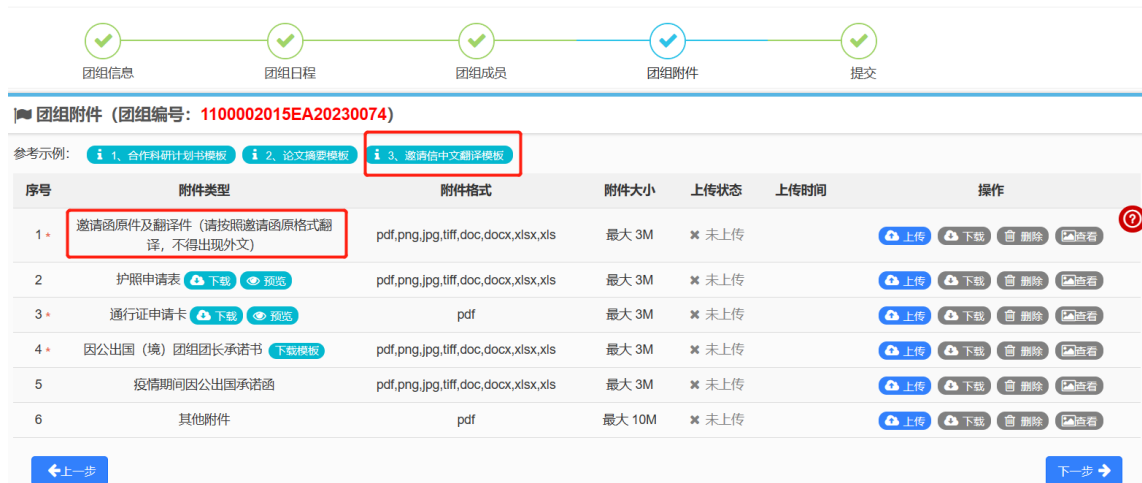 团组信息 团组日程 团组成员 团组附件 提交
团组附件（团组编号：1100002015EA20230074）
参考示例： 1、合作科研计划书模板 2、论文摘要模板 3、邀请信中文翻译模板
序号 附件类型 附件格式 附件大小 上传状态 上传时间 操作
1 * 邀请函原件及翻译件（请按照邀请函原格式翻
译，不得出现外文） pdf,png,jpg,tiff,doc,docx,xlsx,xls 最大 3M 未上传 上传 下载 删除 查看
2 护照申请表 下载 预览 pdf,png,jpg,tiff,doc,docx,xlsx,xls 最大 3M 未上传 上传 下载 删除 查看
3 * 通行证申请卡 下载 预览 pdf 最大 3M 未上传 上传 下载 删除 查看
4 * 因公出国（境）团组团长承诺书 下载模板 pdf,png,jpg,tiff,doc,docx,xlsx,xls 最大 3M 未上传 上传 下载 删除 查看
5 疫情期间因公出国承诺函 pdf,png,jpg,tiff,doc,docx,xlsx,xls 最大 3M 未上传 上传 下载 删除 查看
6 其他附件 pdf 最大 10M 未上传 上传 下载 删除 查看
上一步 下一步